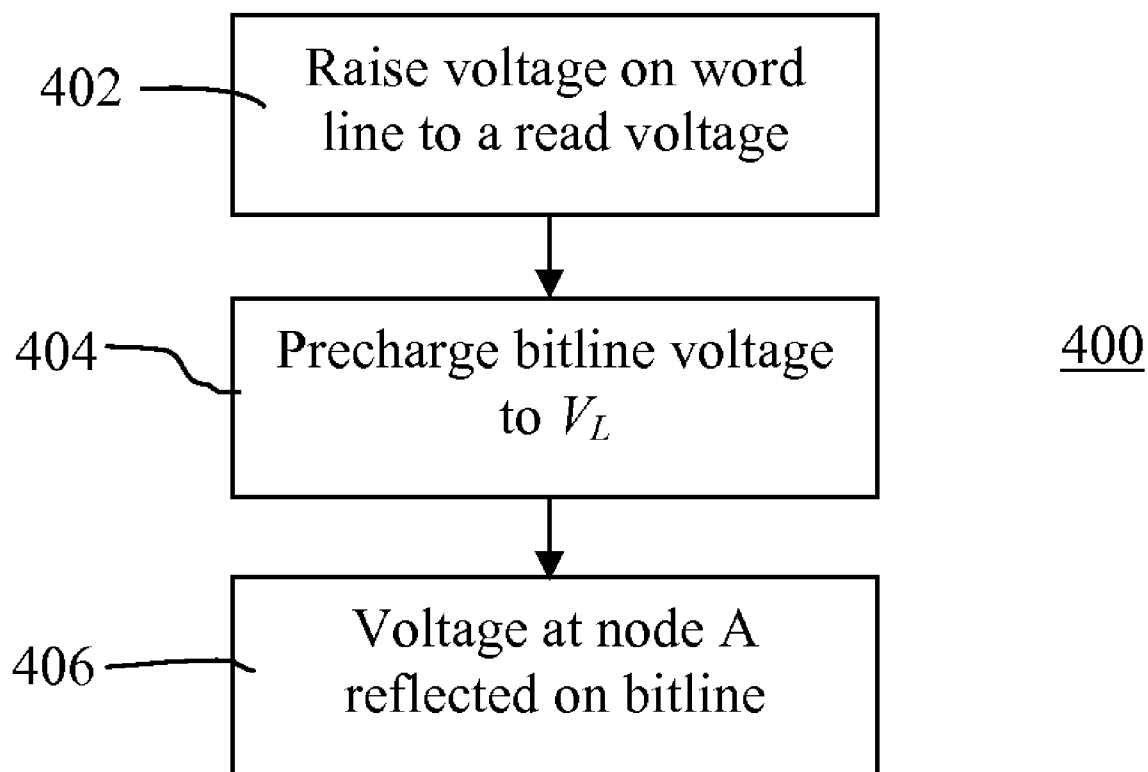 402
Raise voltage on word
line to a read voltage
404
Precharge bitline voltage
to V_L
400
406
Voltage at node A
reflected on bitline